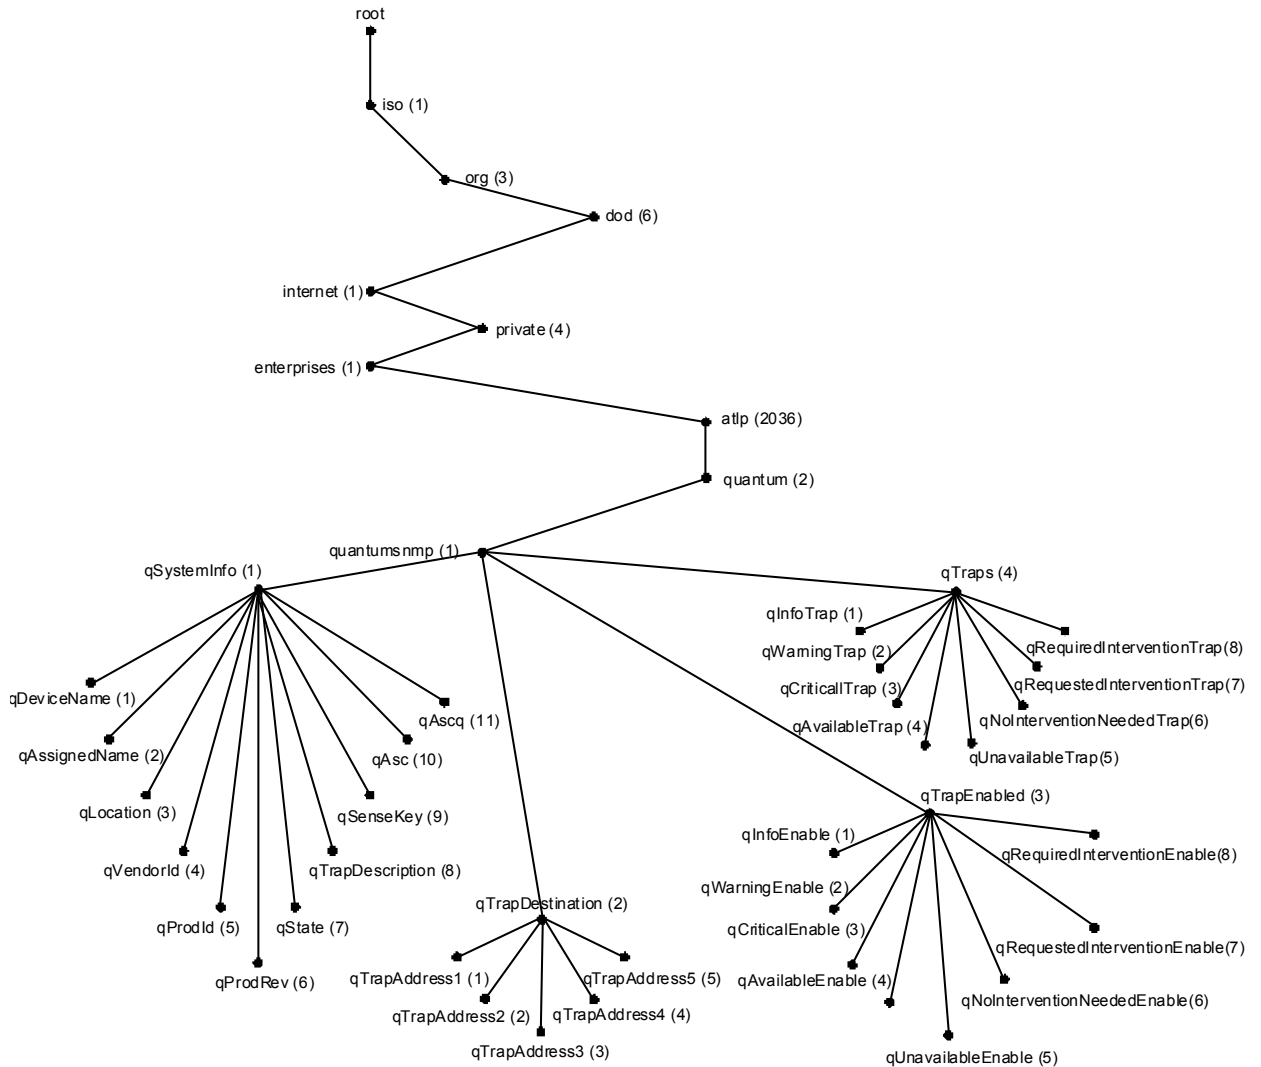 root
iso (1)
org (3)
dod (6)
internet (1)
private (4)
enterprises (1)
atlp (2036)
quantum (2)
quantumsnmp (1)
qSystemInfo (1)
qDeviceName (1)
qAssignedName (2)
qLocation (3)
qVendorId (4)
qProdId (5)
qProdRev (6)
qState (7)
qTrapDescription (8)
qSenseKey (9)
qAsc (10)
qAscq (11)
qTrapDestination (2)
qTrapAddress1 (1)
qTrapAddress2 (2)
qTrapAddress3 (3)
qTrapAddress4 (4)
qTrapAddress5 (5)
qTraps (4)
qInfoTrap (1)
qWarningTrap (2)
qCriticallTrap (3)
qAvailableTrap (4)
qUnavailableTrap(5)
qNoInterventionNeededTrap(6)
qRequestedInterventionTrap(7)
qRequiredInterventionTrap(8)
qTrapEnabled (3)
qInfoEnable (1)
qWarningEnable (2)
qCriticalEnable (3)
qAvailableEnable (4)
qUnavailableEnable (5)
qNoInterventionNeededEnable(6)
qRequestedInterventionEnable(7)
qRequiredInterventionEnable(8)